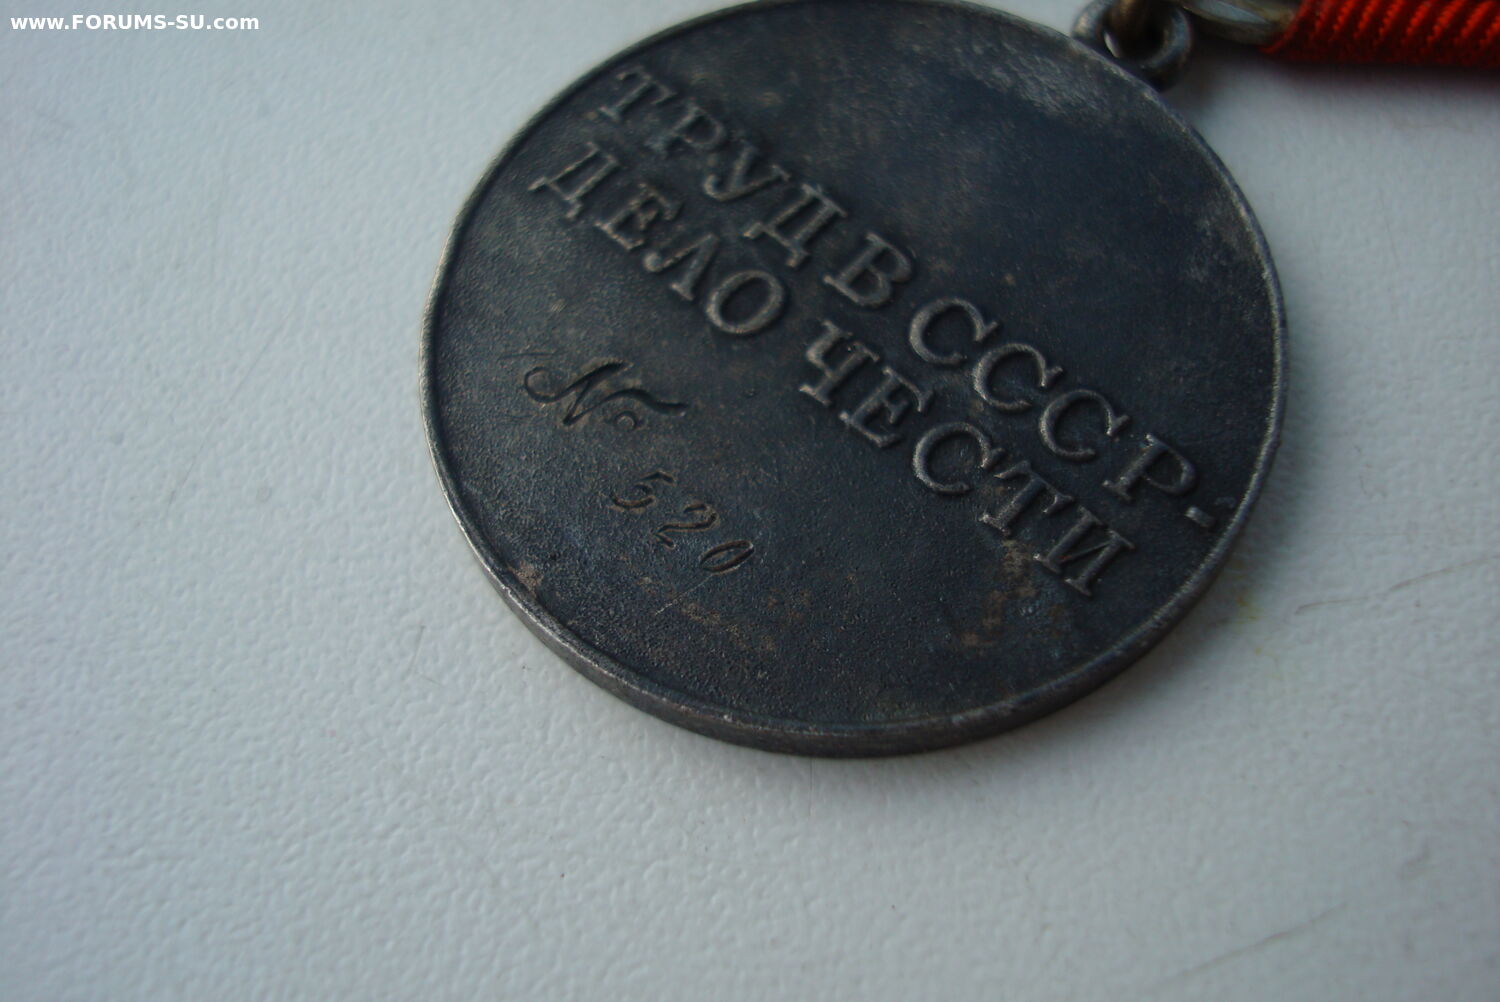 www.FORUMS-SU.com
ТРУД В СССР-
ДЕЛО ЧЕСТИ
№ 520